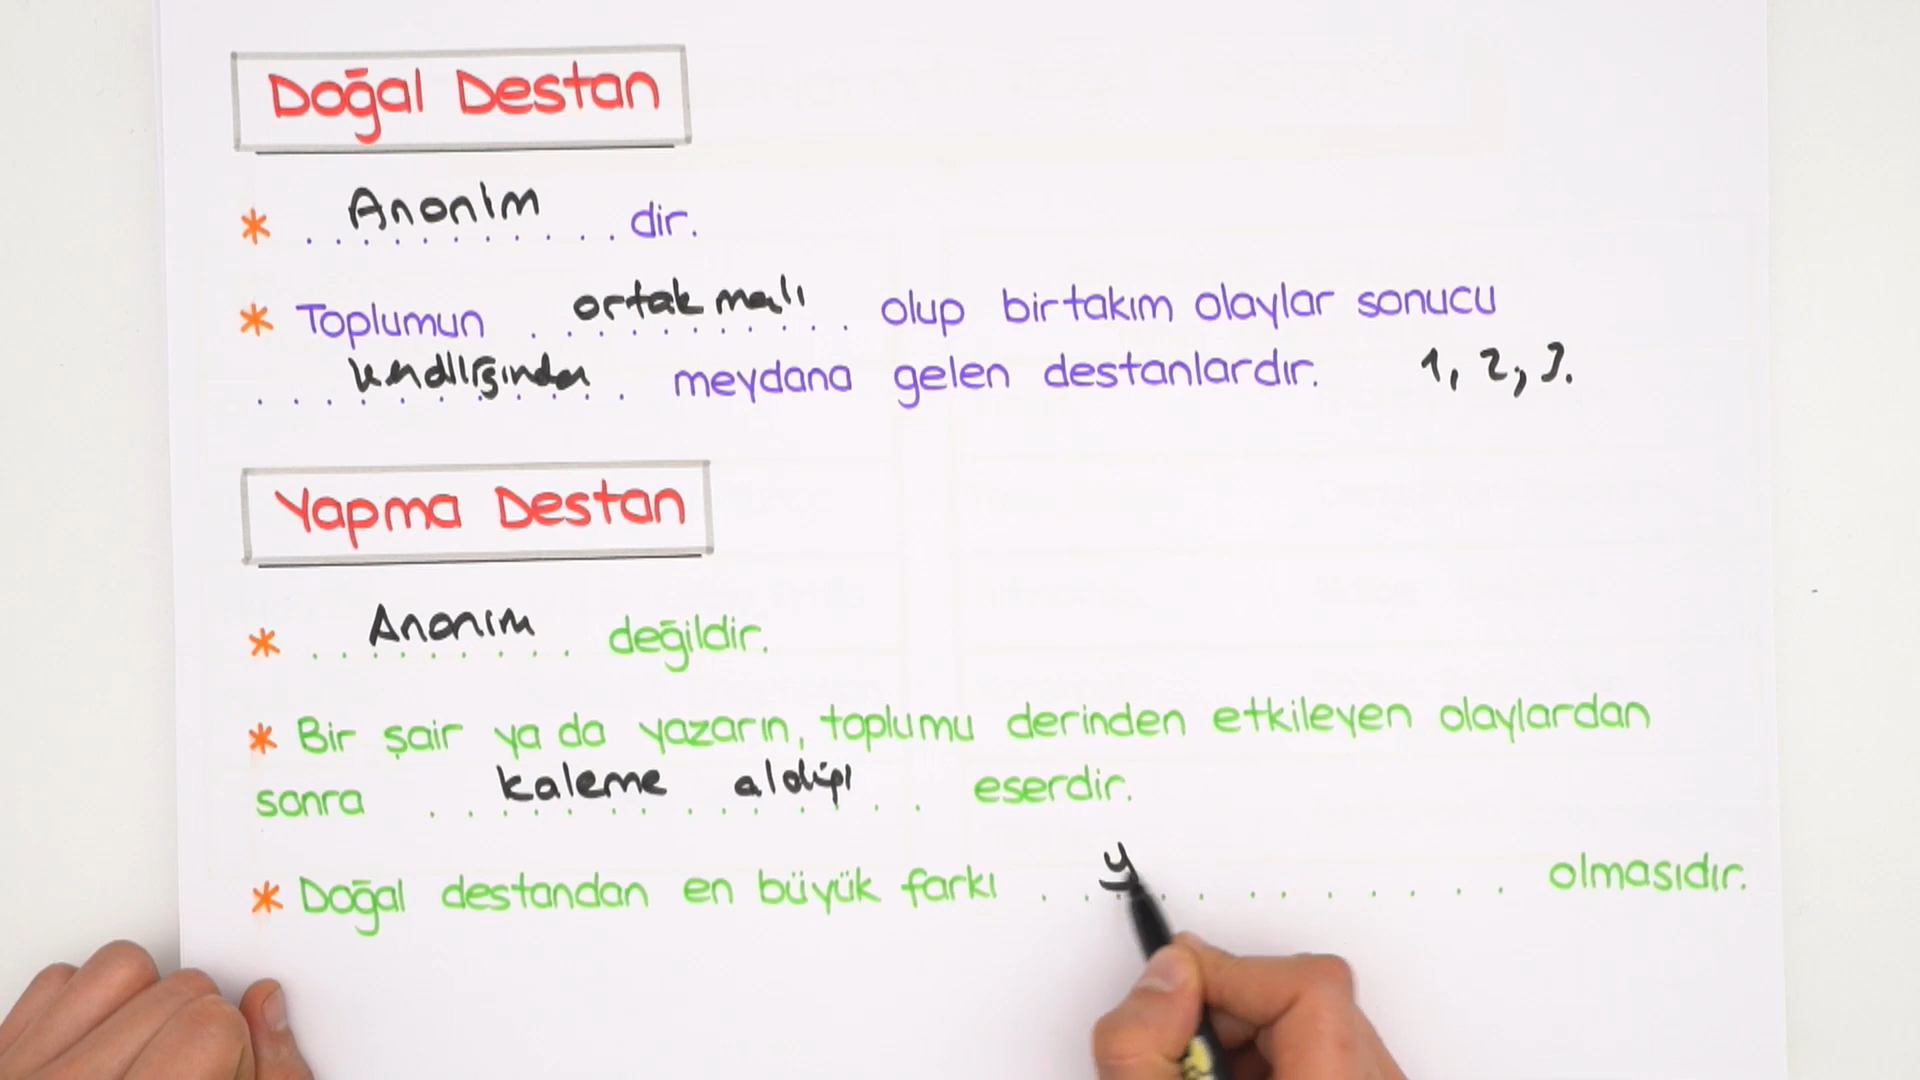 Doğal Destan
* Anonim dir.
* Toplumun ortak malı olup birtakım olaylar sonucu
kendiliğinden meydana gelen destanlardır. 1, 2, 3.
Yapma Destan
* Anonim değildir.
* Bir şair ya da yazarın, toplumu derinden etkileyen olaylardan
sonra kaleme aldığı eserdir.
* Doğal destandan en büyük farkı y olmasıdır.